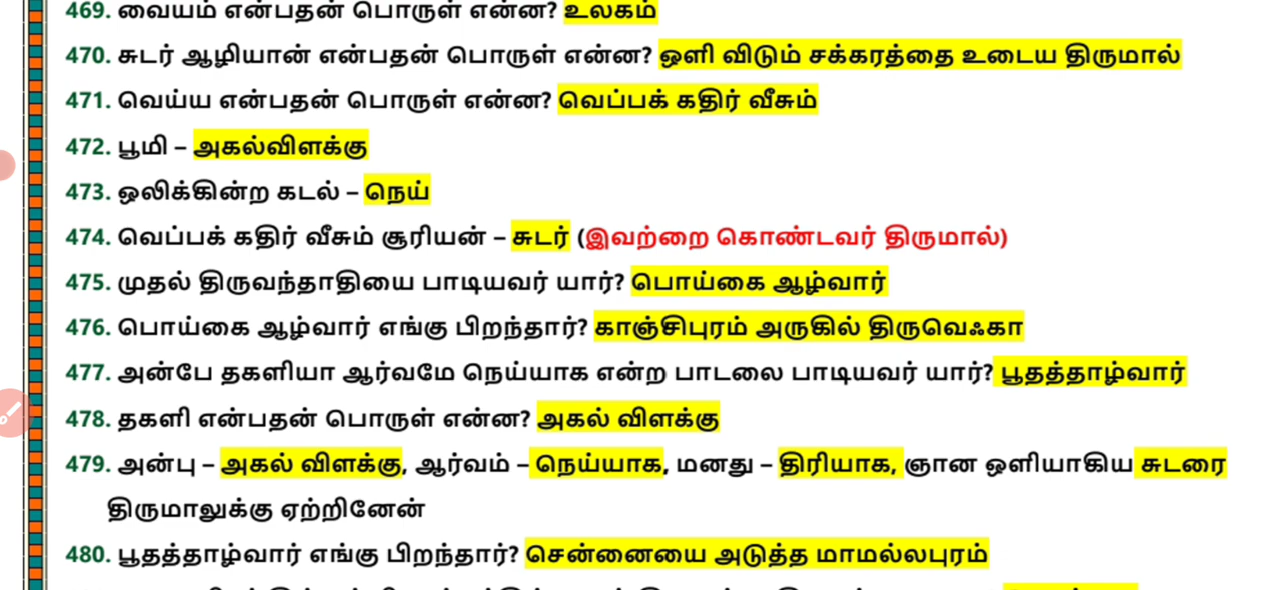 469. வையம் என்பதன் பொருள் என்ன? உலகம்
470. சுடர் ஆழியான் என்பதன் பொருள் என்ன? ஒளி விடும் சக்கரத்தை உடைய திருமால்
471. வெய்ய என்பதன் பொருள் என்ன? வெப்பக் கதிர் வீசும்
472. பூமி – அகல்விளக்கு
473. ஒலிக்கின்ற கடல் – நெய்
474. வெப்பக் கதிர் வீசும் சூரியன் – சுடர் (இவற்றை கொண்டவர் திருமால்)
475. முதல் திருவந்தாதியை பாடியவர் யார்? பொய்கை ஆழ்வார்
476. பொய்கை ஆழ்வார் எங்கு பிறந்தார்? காஞ்சிபுரம் அருகில் திருவெஃகா
477. அன்பே தகளியா ஆர்வமே நெய்யாக என்ற பாடலை பாடியவர் யார்? பூதத்தாழ்வார்
478. தகளி என்பதன் பொருள் என்ன? அகல் விளக்கு
479. அன்பு – அகல் விளக்கு, ஆர்வம் – நெய்யாக, மனது – திரியாக, ஞான ஒளியாகிய சுடரை
திருமாலுக்கு ஏற்றினேன்
480. பூதத்தாழ்வார் எங்கு பிறந்தார்? சென்னையை அடுத்த மாமல்லபுரம்